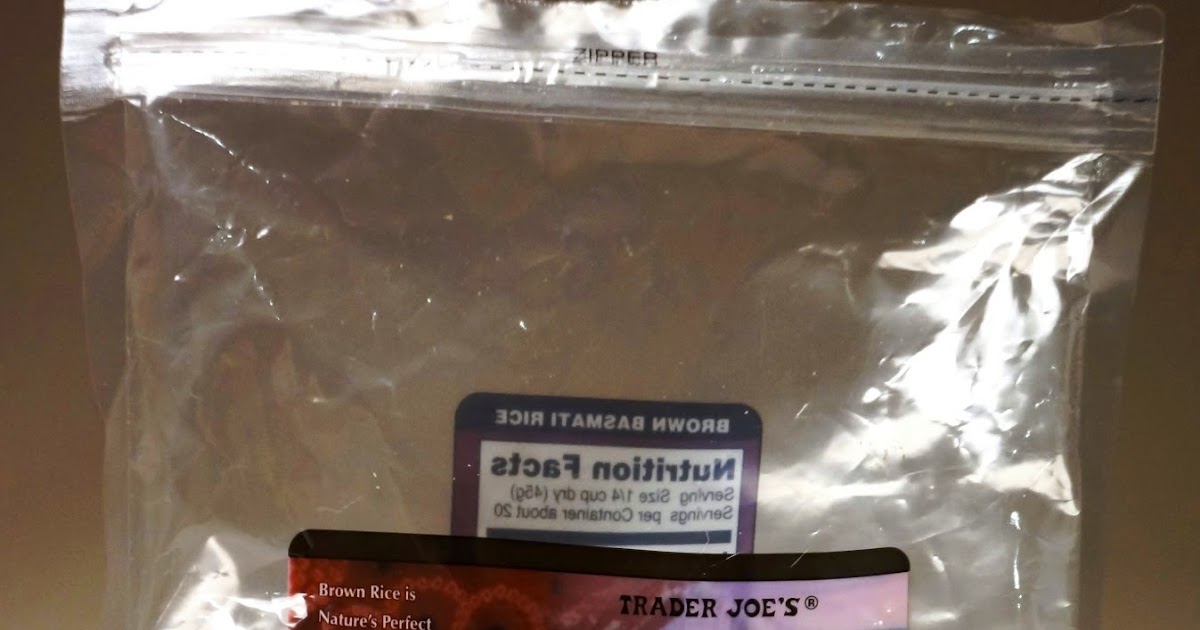 ZIPPER
BROWN BASMATI RICE
Nutrition Facts
Serving Size 1/4 cup dry (45g)
Servings per Container about 20
Brown Rice is
Nature's Perfect
TRADER JOE'S®